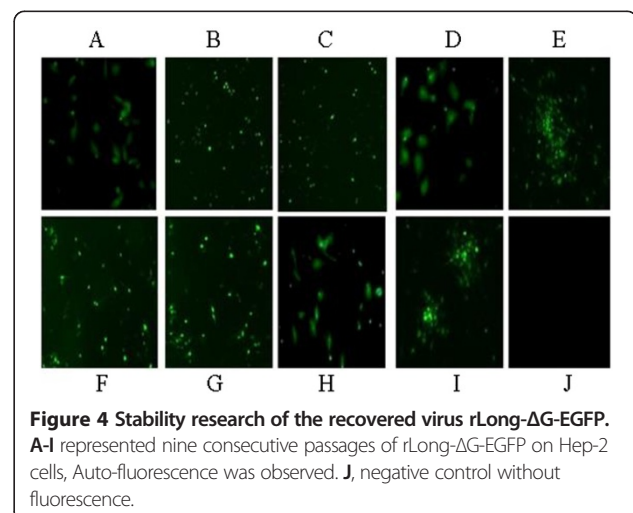 A B C D E
F G H I J
Figure 4 Stability research of the recovered virus rLong-ΔG-EGFP.
A-I represented nine consecutive passages of rLong-ΔG-EGFP on Hep-2
cells, Auto-fluorescence was observed. J, negative control without
fluorescence.